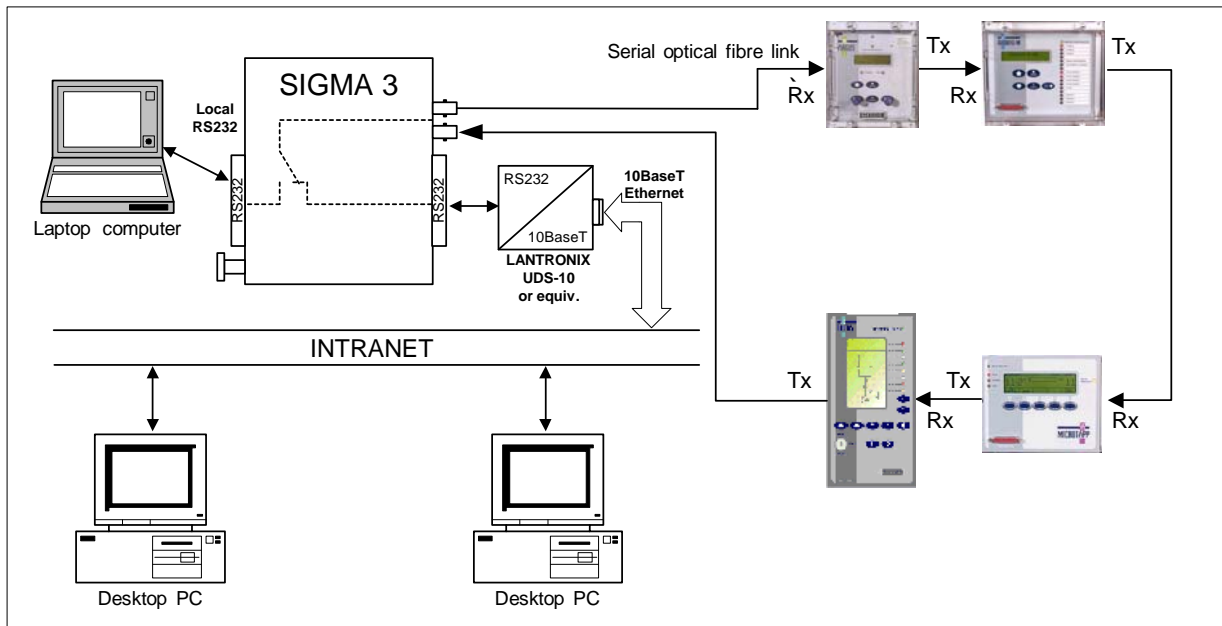 Serial optical fibre link
Tx
Tx
SIGMA 3
`
Rx
Rx
Local
RS232
RS232
RS232
RS232
10BaseT
10BaseT
Ethernet
Laptop computer
LANTRONIX
UDS-10
or equiv.
INTRANET
Tx
Tx
Rx
Rx
MICROTAPP
Desktop PC
Desktop PC